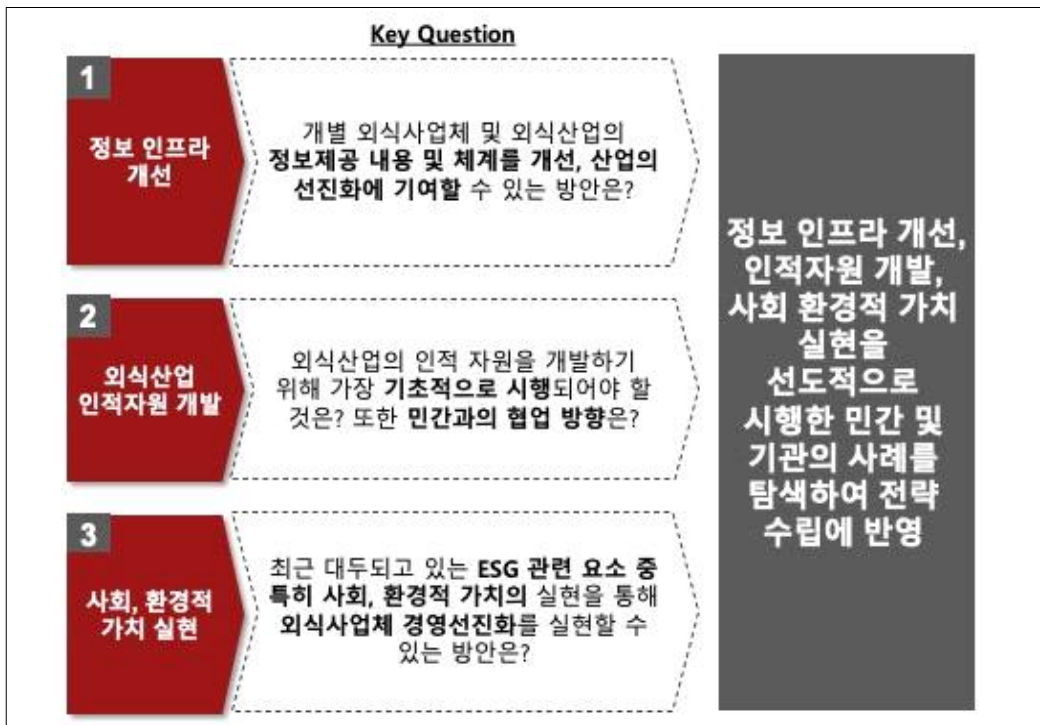 Key Question
1
정보 인프라
개선
개별 외식사업체 및 외식산업의
정보제공 내용 및 체계를 개선, 산업의
선진화에 기여할 수 있는 방안은?
2
외식산업
인적자원 개발
외식산업의 인적 자원을 개발하기
위해 가장 기초적으로 시행되어야 할
것은? 또한 민간과의 협업 방향은?
3
사회, 환경적
가치 실현
최근 대두되고 있는 ESG 관련 요소 중
특히 사회, 환경적 가치의 실현을 통해
외식사업체 경영선진화를 실현할 수
있는 방안은?
정보 인프라 개선,
인적자원 개발,
사회 환경적 가치
실현을
선도적으로
시행한 민간 및
기관의 사례를
탐색하여 전략
수립에 반영